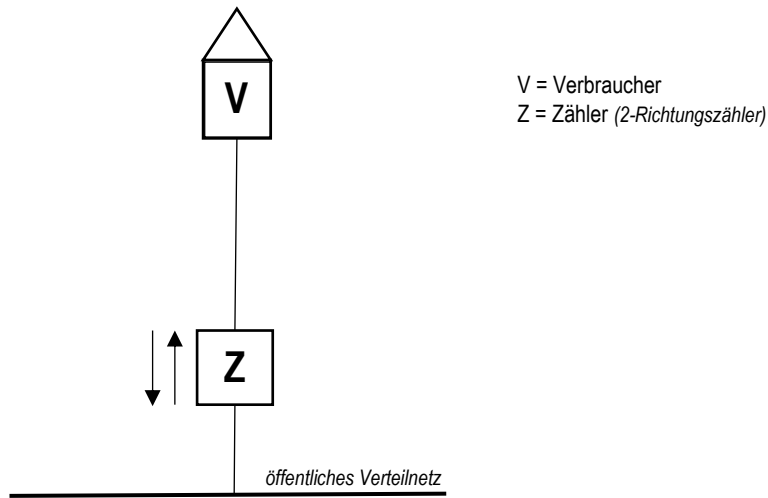 V
V = Verbraucher
Z = Zähler (2-Richtungszähler)
Z
öffentliches Verteilnetz